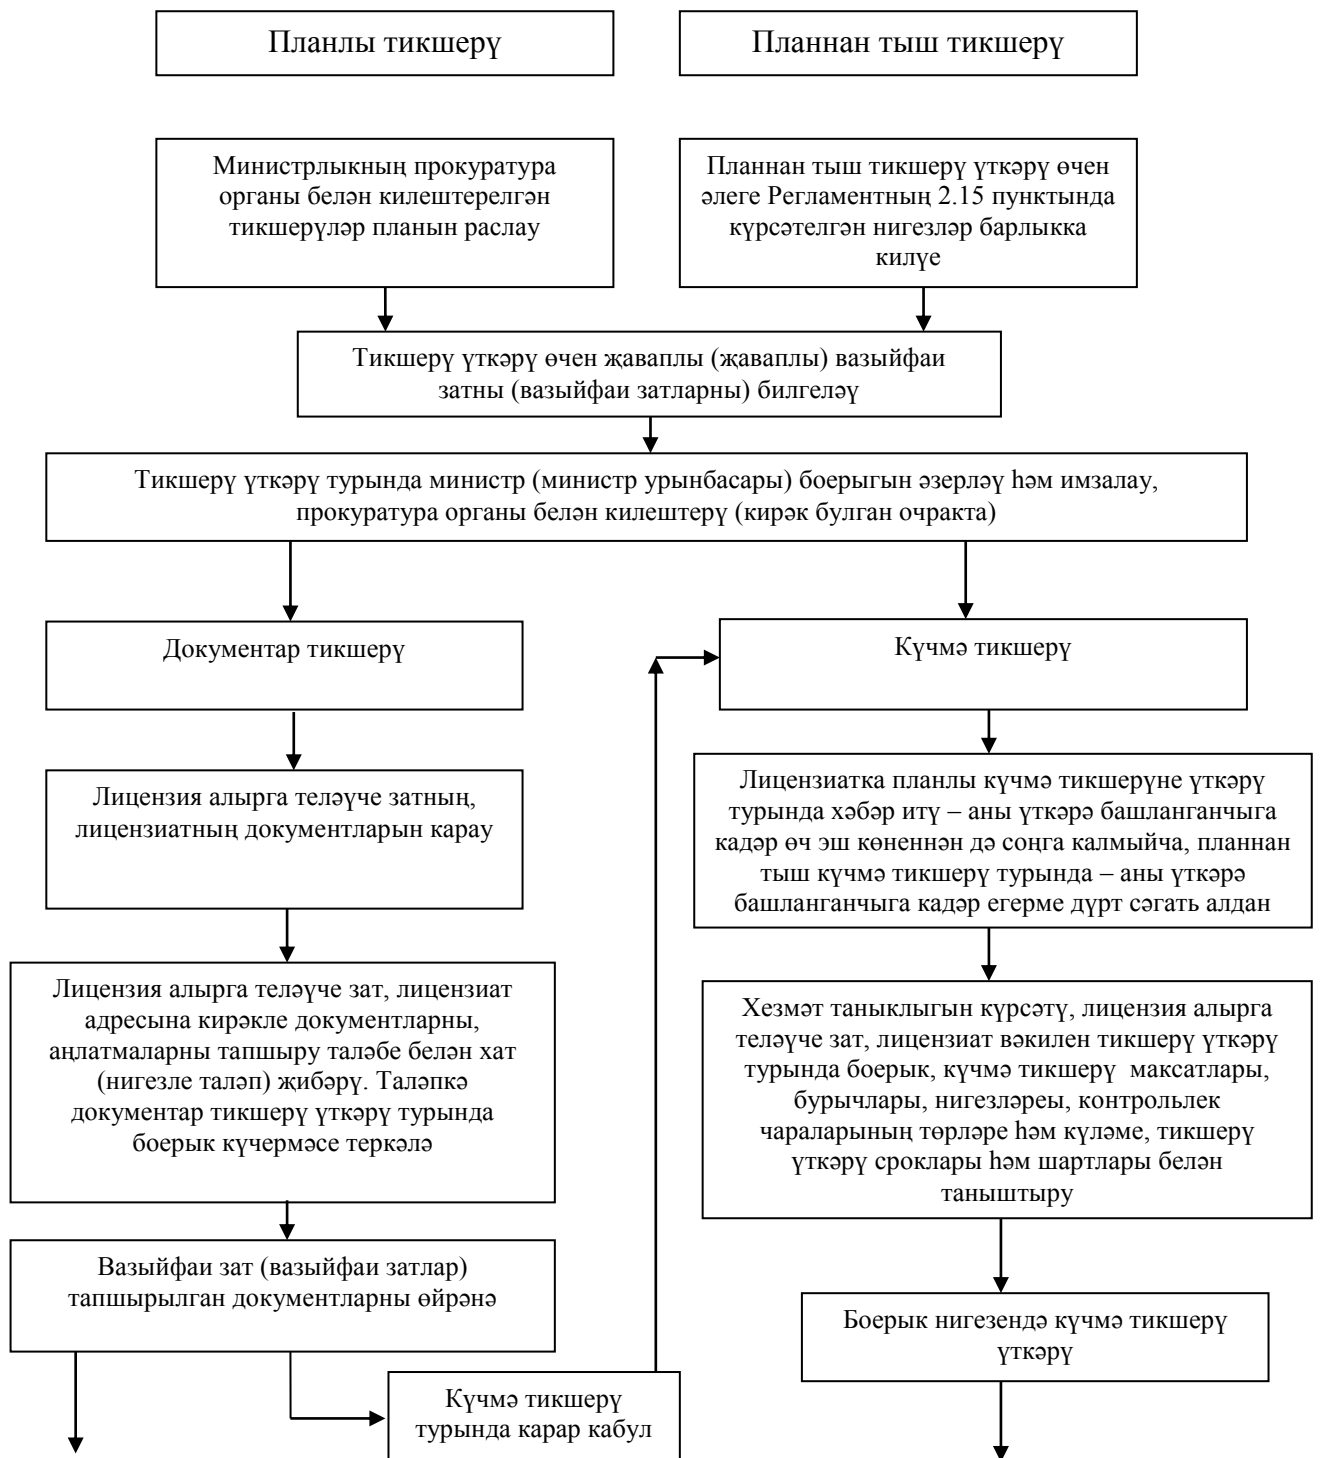 Планлы тикшерү
Планнан тыш тикшерү
Министрлыкның прокуратура
органы белән килештерелгән
тикшерүләр планын раслау
Планнан тыш тикшерү үткәрү өчен
әлеге Регламентның 2.15 пунктында
күрсәтелгән нигезләр барлыкка
килүе
Тикшерү үткәрү өчен җаваплы (җаваплы) вазыйфаи
затны (вазыйфаи затларны) билгеләү
Тикшерү үткәрү турында министр (министр урынбасары) боерыгын әзерләү һәм имзалау,
прокуратура органы белән килештерү (кирәк булган очракта)
Документар тикшерү
Күчмә тикшерү
Лицензия алырга теләүче затның,
лицензиатның документларын карау
Лицензиатка планлы күчмә тикшерүне үткәрү
турында хәбәр итү – аны үткәрә башланганчыга
кадәр өч эш көненнән дә соңга калмыйча, планнан
тыш күчмә тикшерү турында – аны үткәрә
башланганчыга кадәр егерме дүрт сәгать алдан
Лицензия алырга теләүче зат, лицензиат
адресына кирәкле документларны,
аңлатмаларны тапшыру таләбе белән хат
(нигезле таләп) җибәрү. Таләпкә
документар тикшерү үткәрү турында
боерык күчермәсе теркәлә
Хезмәт таныклыгын күрсәтү, лицензия алырга
теләүче зат, лицензиат вәкилен тикшерү үткәрү
турында боерык, күчмә тикшерү  максатлары,
бурычлары, нигезләреы, контрольлек
чараларының төрләре һәм күләме, тикшерү
үткәрү сроклары һәм шартлары белән
таныштыру
Вазыйфаи зат (вазыйфаи затлар)
тапшырылган документларны өйрәнә
Боерык нигезендә күчмә тикшерү
үткәрү
Күчмә тикшерү
турында карар кабул